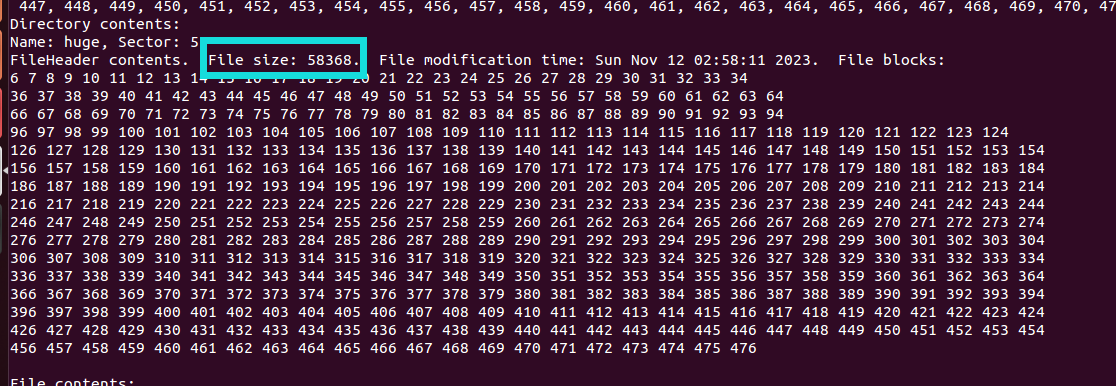 447, 448, 449, 450, 451, 452, 453, 454, 455, 456, 457, 458, 459, 460, 461, 462, 463, 464, 465, 466, 467, 468, 469, 470, 47
Directory contents:
Name: huge, Sector: 5
FileHeader contents. File size: 58368. File modification time: Sun Nov 12 02:58:11 2023. File blocks:
6 7 8 9 10 11 12 13 14 15 16 17 18 19 20 21 22 23 24 25 26 27 28 29 30 31 32 33 34
36 37 38 39 40 41 42 43 44 45 46 47 48 49 50 51 52 53 54 55 56 57 58 59 60 61 62 63 64
66 67 68 69 70 71 72 73 74 75 76 77 78 79 80 81 82 83 84 85 86 87 88 89 90 91 92 93 94
96 97 98 99 100 101 102 103 104 105 106 107 108 109 110 111 112 113 114 115 116 117 118 119 120 121 122 123 124
126 127 128 129 130 131 132 133 134 135 136 137 138 139 140 141 142 143 144 145 146 147 148 149 150 151 152 153 154
156 157 158 159 160 161 162 163 164 165 166 167 168 169 170 171 172 173 174 175 176 177 178 179 180 181 182 183 184
186 187 188 189 190 191 192 193 194 195 196 197 198 199 200 201 202 203 204 205 206 207 208 209 210 211 212 213 214
216 217 218 219 220 221 222 223 224 225 226 227 228 229 230 231 232 233 234 235 236 237 238 239 240 241 242 243 244
246 247 248 249 250 251 252 253 254 255 256 257 258 259 260 261 262 263 264 265 266 267 268 269 270 271 272 273 274
276 277 278 279 280 281 282 283 284 285 286 287 288 289 290 291 292 293 294 295 296 297 298 299 300 301 302 303 304
306 307 308 309 310 311 312 313 314 315 316 317 318 319 320 321 322 323 324 325 326 327 328 329 330 331 332 333 334
336 337 338 339 340 341 342 343 344 345 346 347 348 349 350 351 352 353 354 355 356 357 358 359 360 361 362 363 364
366 367 368 369 370 371 372 373 374 375 376 377 378 379 380 381 382 383 384 385 386 387 388 389 390 391 392 393 394
396 397 398 399 400 401 402 403 404 405 406 407 408 409 410 411 412 413 414 415 416 417 418 419 420 421 422 423 424
426 427 428 429 430 431 432 433 434 435 436 437 438 439 440 441 442 443 444 445 446 447 448 449 450 451 452 453 454
456 457 458 459 460 461 462 463 464 465 466 467 468 469 470 471 472 473 474 475 476
File contents: